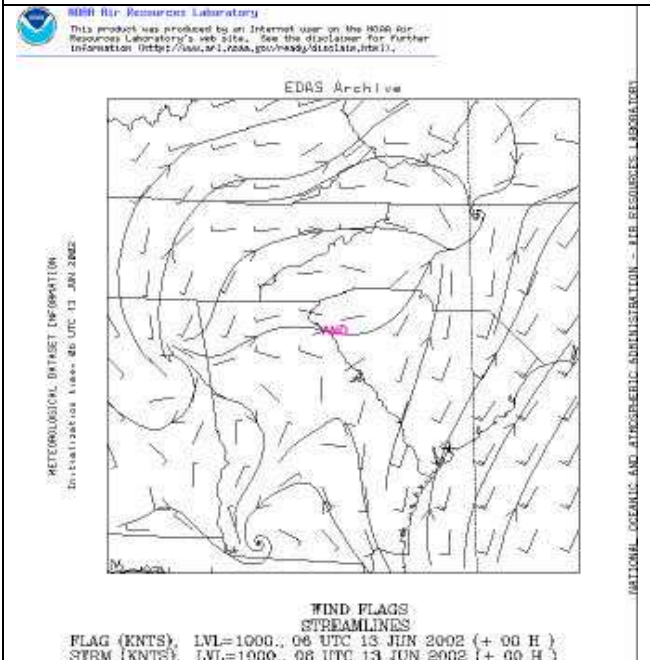 NOAA Air Resources Laboratory
This product was produced by an Internet user on the NOAA Air
Resources Laboratory's web site. See the disclaimer for further
information (http://www.arl.noaa.gov/ready/disclaim.html).
EDAS Archive
METEOROLOGICAL DATASET INFORMATION
Initialization time: 06 UTC 13 JUN 2002
AND
NATIONAL OCEANIC AND ATMOSPHERIC ADMINISTRATION - AIR RESOURCES LABORATORY
WIND FLAGS
STREAMLINES
FLAG (KNTS), LVL=1000., 06 UTC 13 JUN 2002 (+ 00 H )
STRM (KNTS), LVL=1000., 06 UTC 13 JUN 2002 (+ 00 H )